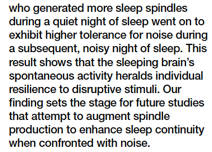 who generated more sleep spindles
during a quiet night of sleep went on to
exhibit higher tolerance for noise during
a subsequent, noisy night of sleep. This
result shows that the sleeping brain's
spontaneous activity heralds individual
resilience to disruptive stimuli. Our
finding sets the stage for future studies
that attempt to augment spindle
production to enhance sleep continuity
when confronted with noise.